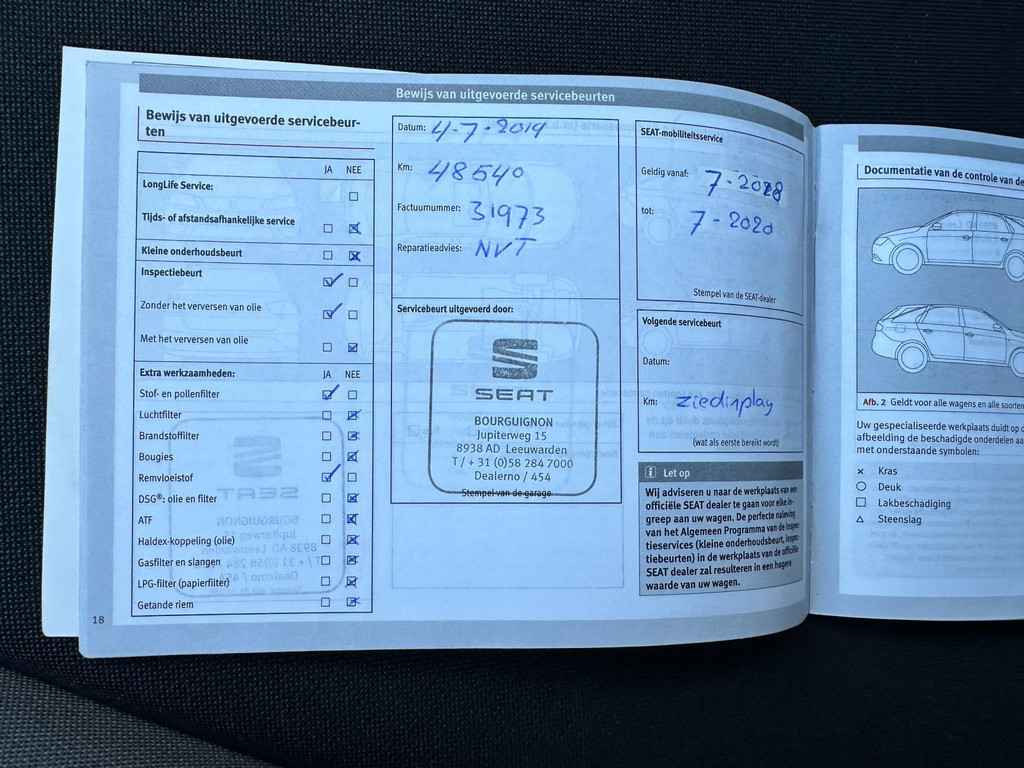 Bewijs van uitgevoerde servicebeurten
Bewijs van uitgevoerde servicebeur-
ten
JA NEE
LongLife Service:
Tijds- of afstandsafhankelijke service
Kleine onderhoudsbeurt
Inspectiebeurt
Zonder het verversen van olie
Met het verversen van olie
Extra werkzaamheden: JA NEE
Stof- en pollenfilter
Luchtfilter
Brandstoffilter
Bougies
Remvloeistof
DSG®: olie en filter
ATF
Haldex-koppeling (olie)
Gasfilter en slangen
LPG-filter (papierfilter)
Getande riem
18
Datum: 4-7-2019
Km: 48540
Factuurnummer: 31973
Reparatieadvies: NVT
Servicebeurt uitgevoerd door:
SEAT
BOURGUIGNON
Jupiterweg 15
8938 AD Leeuwarden
T / + 31 (0)58 284 7000
Dealerno / 454
Stempel van de garage
SEAT-mobiliteitsservice
Geldig vanaf:
tot: 7-2020
Stempel van de SEAT-dealer
Volgende servicebeurt
Datum:
Km: ziedisplay
(wat als eerste bereikt wordt)
Let op
Wij adviseren u naar de werkplaats van een
officiële SEAT dealer te gaan voor elke in-
greep aan uw wagen. De perfecte naleving
van het Algemeen Programma van de Inspec-
tieservices (kleine onderhoudsbeurt, inspec-
tiebeurten) in de werkplaats van de officiële
SEAT dealer zal resulteren in een hogere
waarde van uw wagen.
Documentatie van de controle van de
Afb. 2 Geldt voor alle wagens en alle soorten
Uw gespecialiseerde werkplaats duidt op de
afbeelding de beschadigde onderdelen aan
met onderstaande symbolen:
× Kras
○ Deuk
□ Lakbeschadiging
△ Steenslag